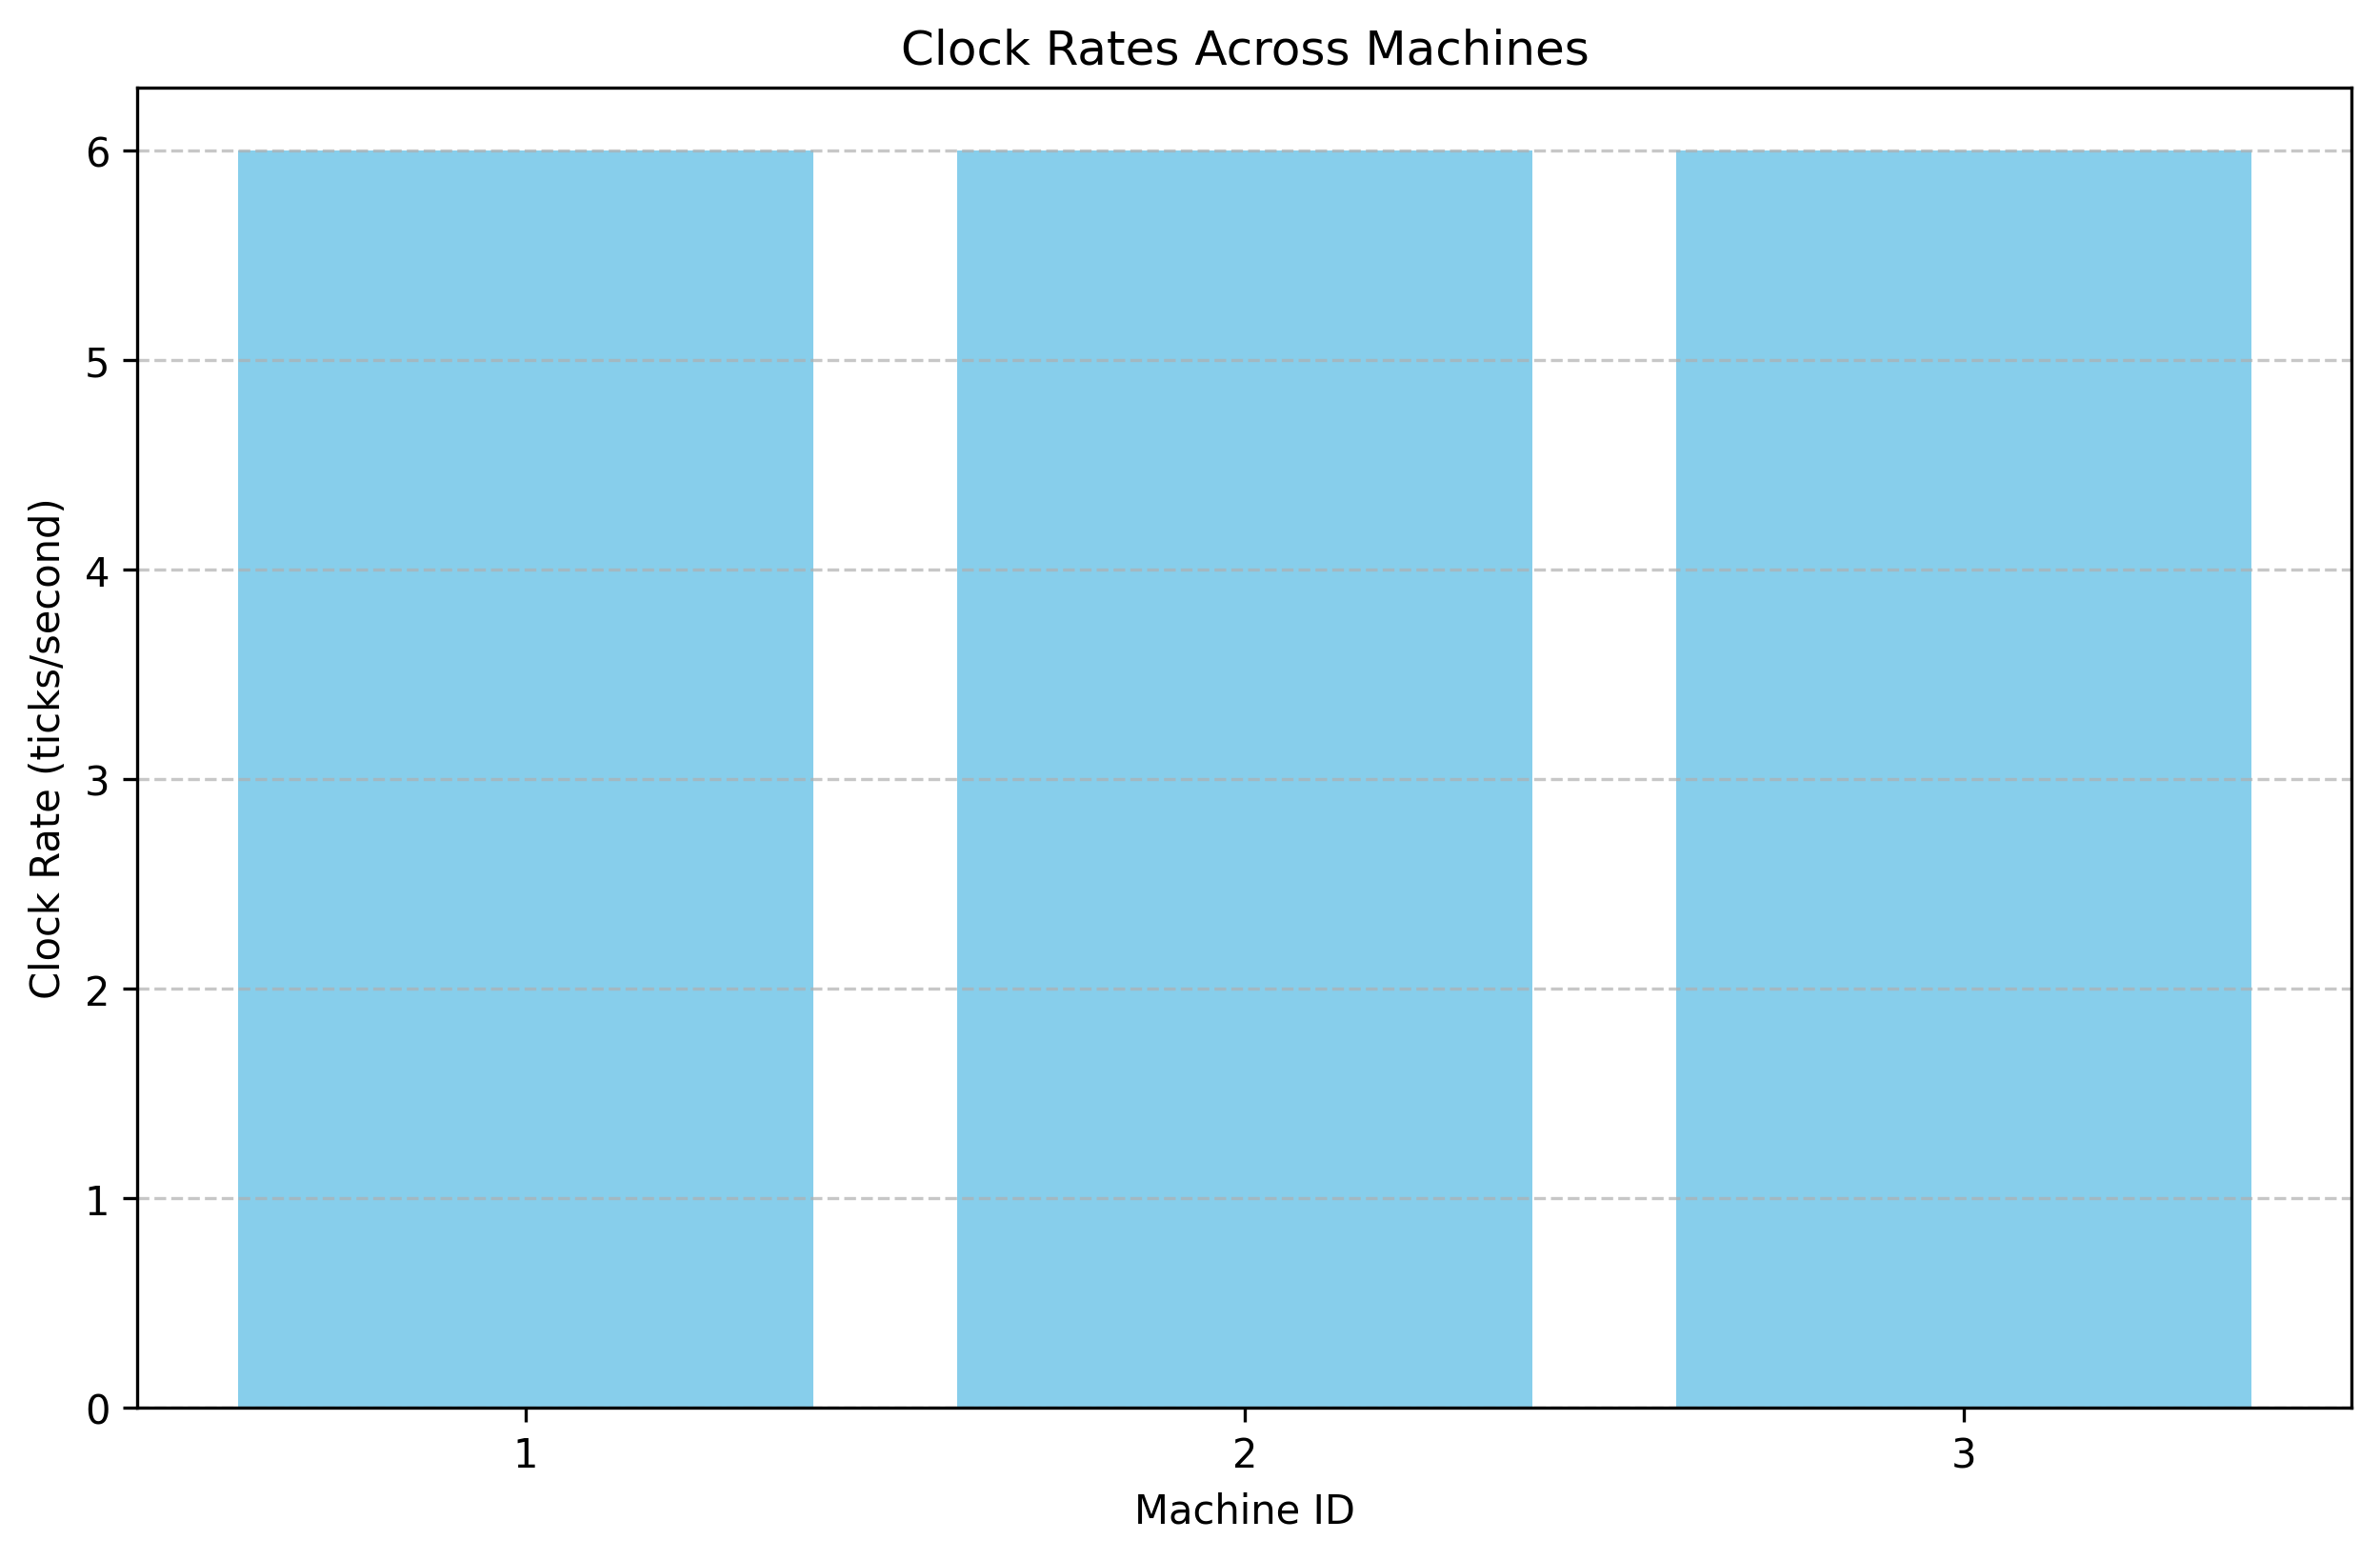 Clock Rates Across Machines
Clock Rate (ticks/second)
6
5
4
3
2
1
0
1 2 3
Machine ID